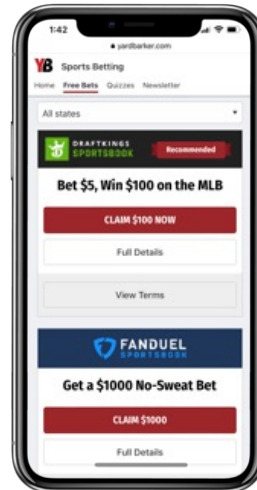 1:42
yardbarker.com
YB Sports Betting
Home Free Bets Quizzes Newsletter
All states
DRAFTKINGS
SPORTSBOOK
Recommended
Bet $5, Win $100 on the MLB
CLAIM $100 NOW
Full Details
View Terms
FANDUEL
SPORTSBOOK
Get a $1000 No-Sweat Bet
CLAIM $1000
Full Details